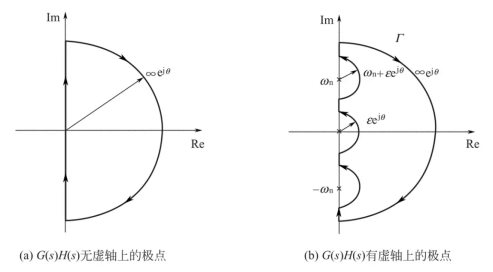 Im
∞e^jθ
Re
(a) G(s)H(s)无虚轴上的极点
Im
Γ
ω_n+εe^jθ
∞e^jθ
ω_n
εe^jθ
Re
−ω_n
(b) G(s)H(s)有虚轴上的极点